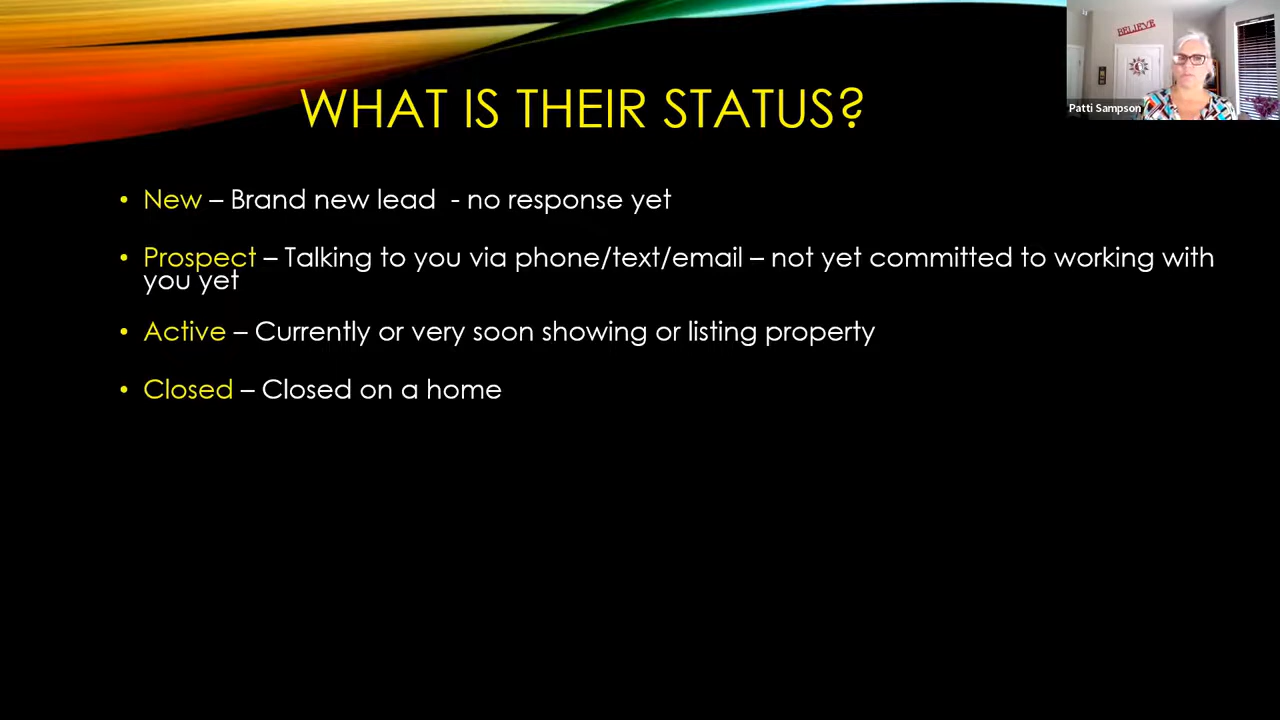 BELIEVE
Patti Sampson
WHAT IS THEIR STATUS?
• New – Brand new lead  - no response yet
• Prospect – Talking to you via phone/text/email – not yet committed to working with
you yet
• Active – Currently or very soon showing or listing property
• Closed – Closed on a home